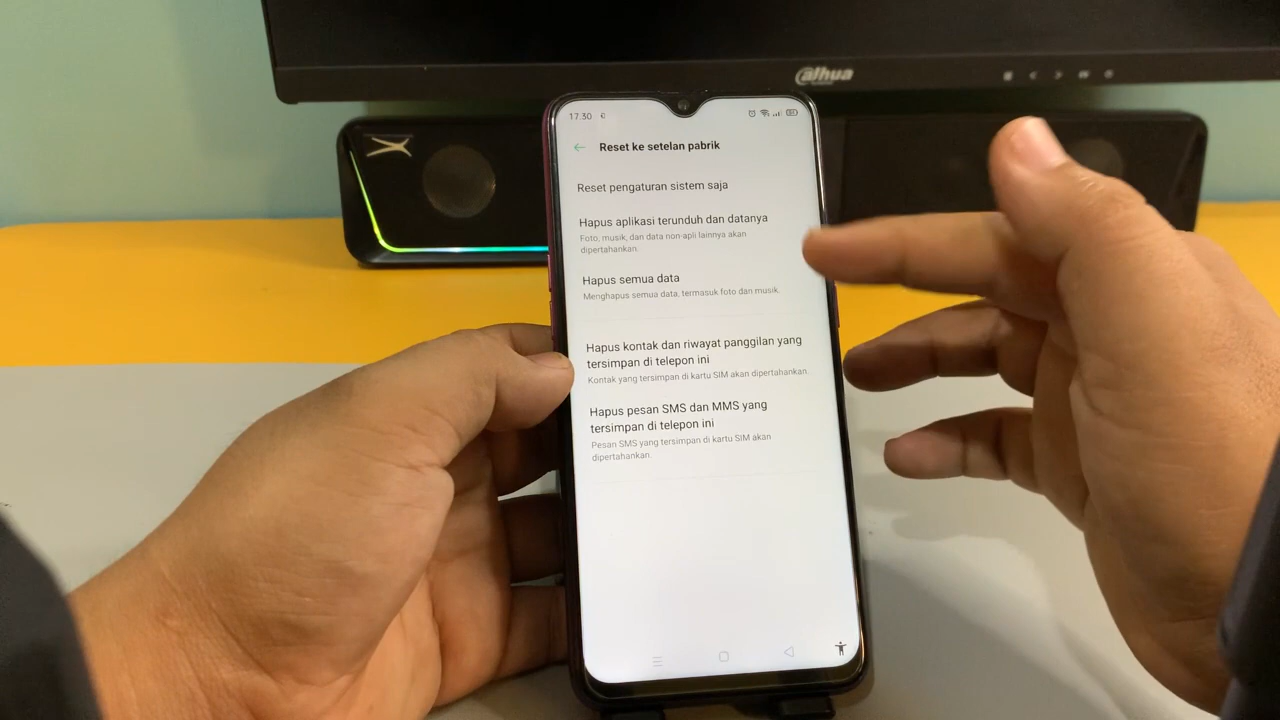 alhua
17.30
Reset ke setelan pabrik
Reset pengaturan sistem saja
Hapus aplikasi terunduh dan datanya
Foto, musik, dan data non-apli lainnya akan
dipertahankan.
Hapus semua data
Menghapus semua data, termasuk foto dan musik.
Hapus kontak dan riwayat panggilan yang
tersimpan di telepon ini
Kontak yang tersimpan di kartu SIM akan dipertahankan.
Hapus pesan SMS dan MMS yang
tersimpan di telepon ini
Pesan SMS yang tersimpan di kartu SIM akan
dipertahankan.